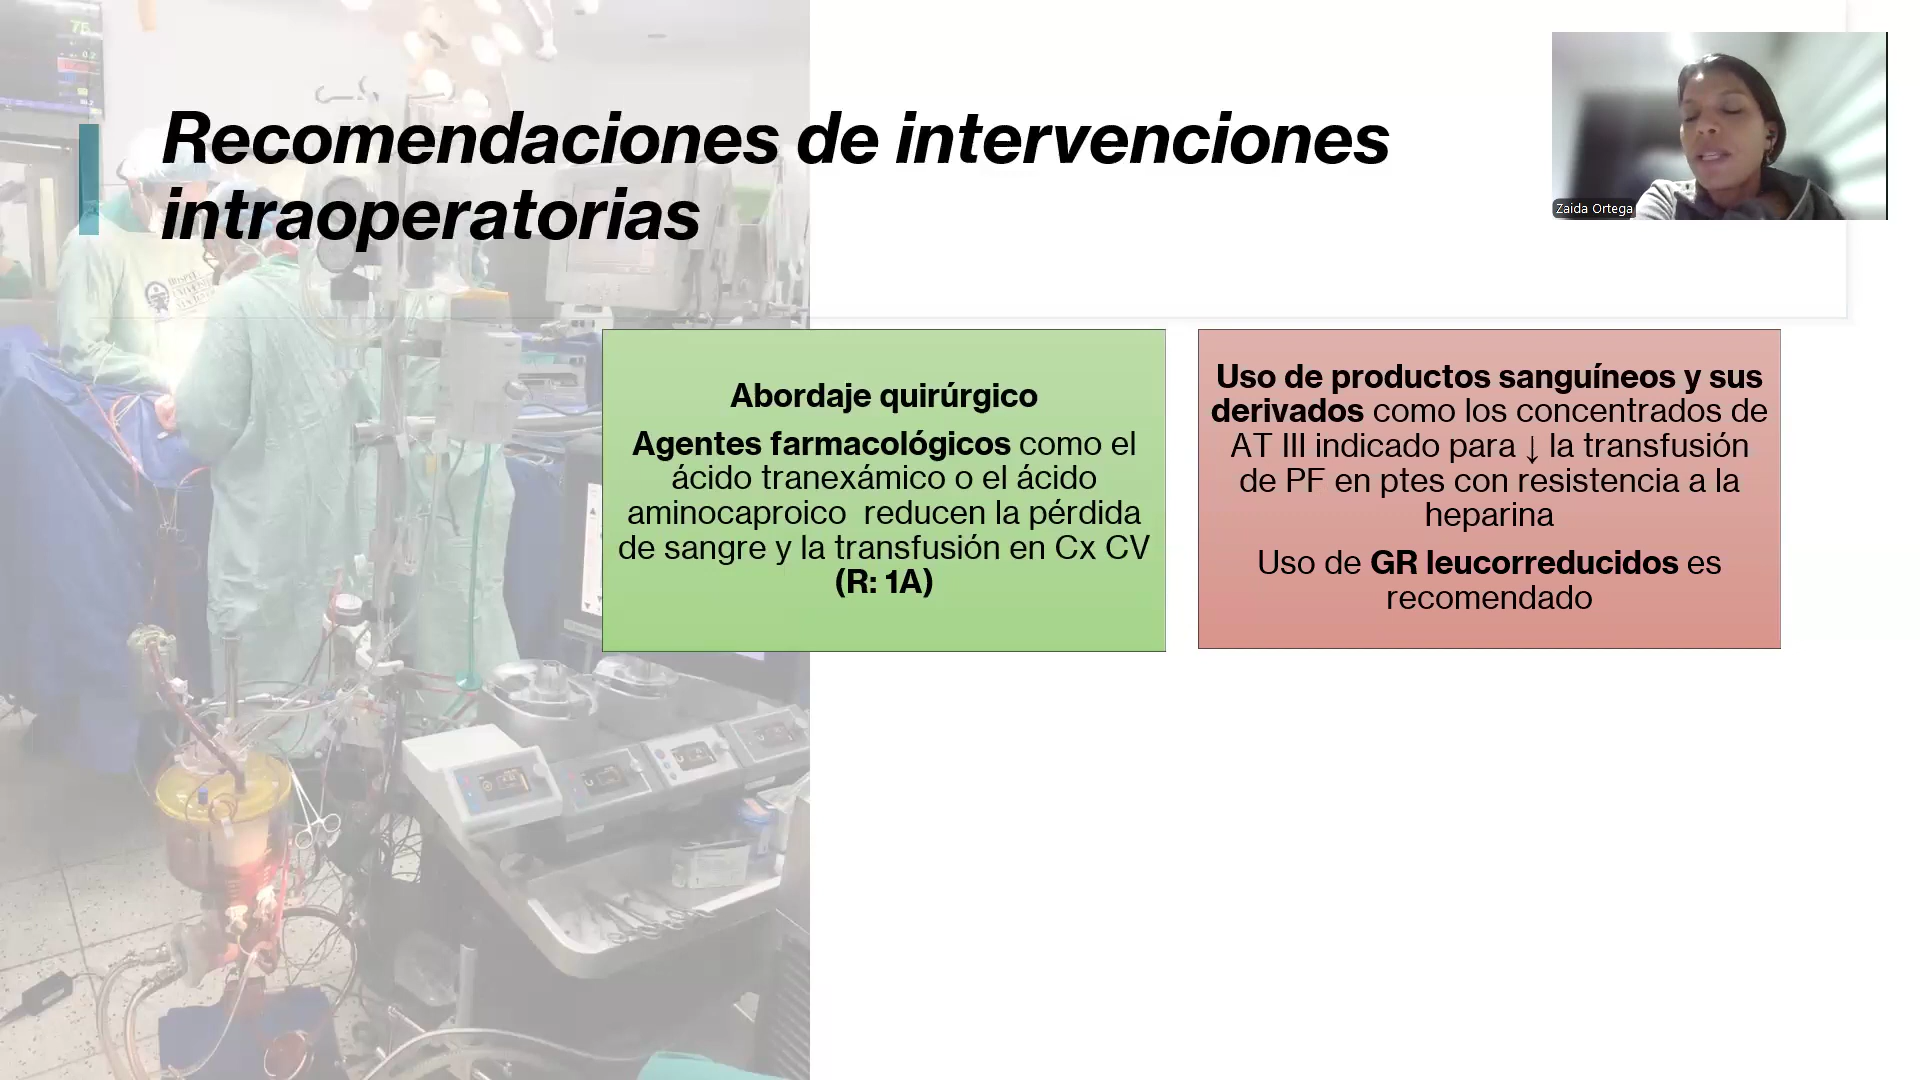 Recomendaciones de intervenciones
intraoperatorias
Zaida Ortega
Abordaje quirúrgico
Agentes farmacológicos como el
ácido tranexámico o el ácido
aminocaproico  reducen la pérdida
de sangre y la transfusión en Cx CV
(R: 1A)
Uso de productos sanguíneos y sus
derivados como los concentrados de
AT III indicado para ↓ la transfusión
de PF en ptes con resistencia a la
heparina
Uso de GR leucorreducidos es
recomendado